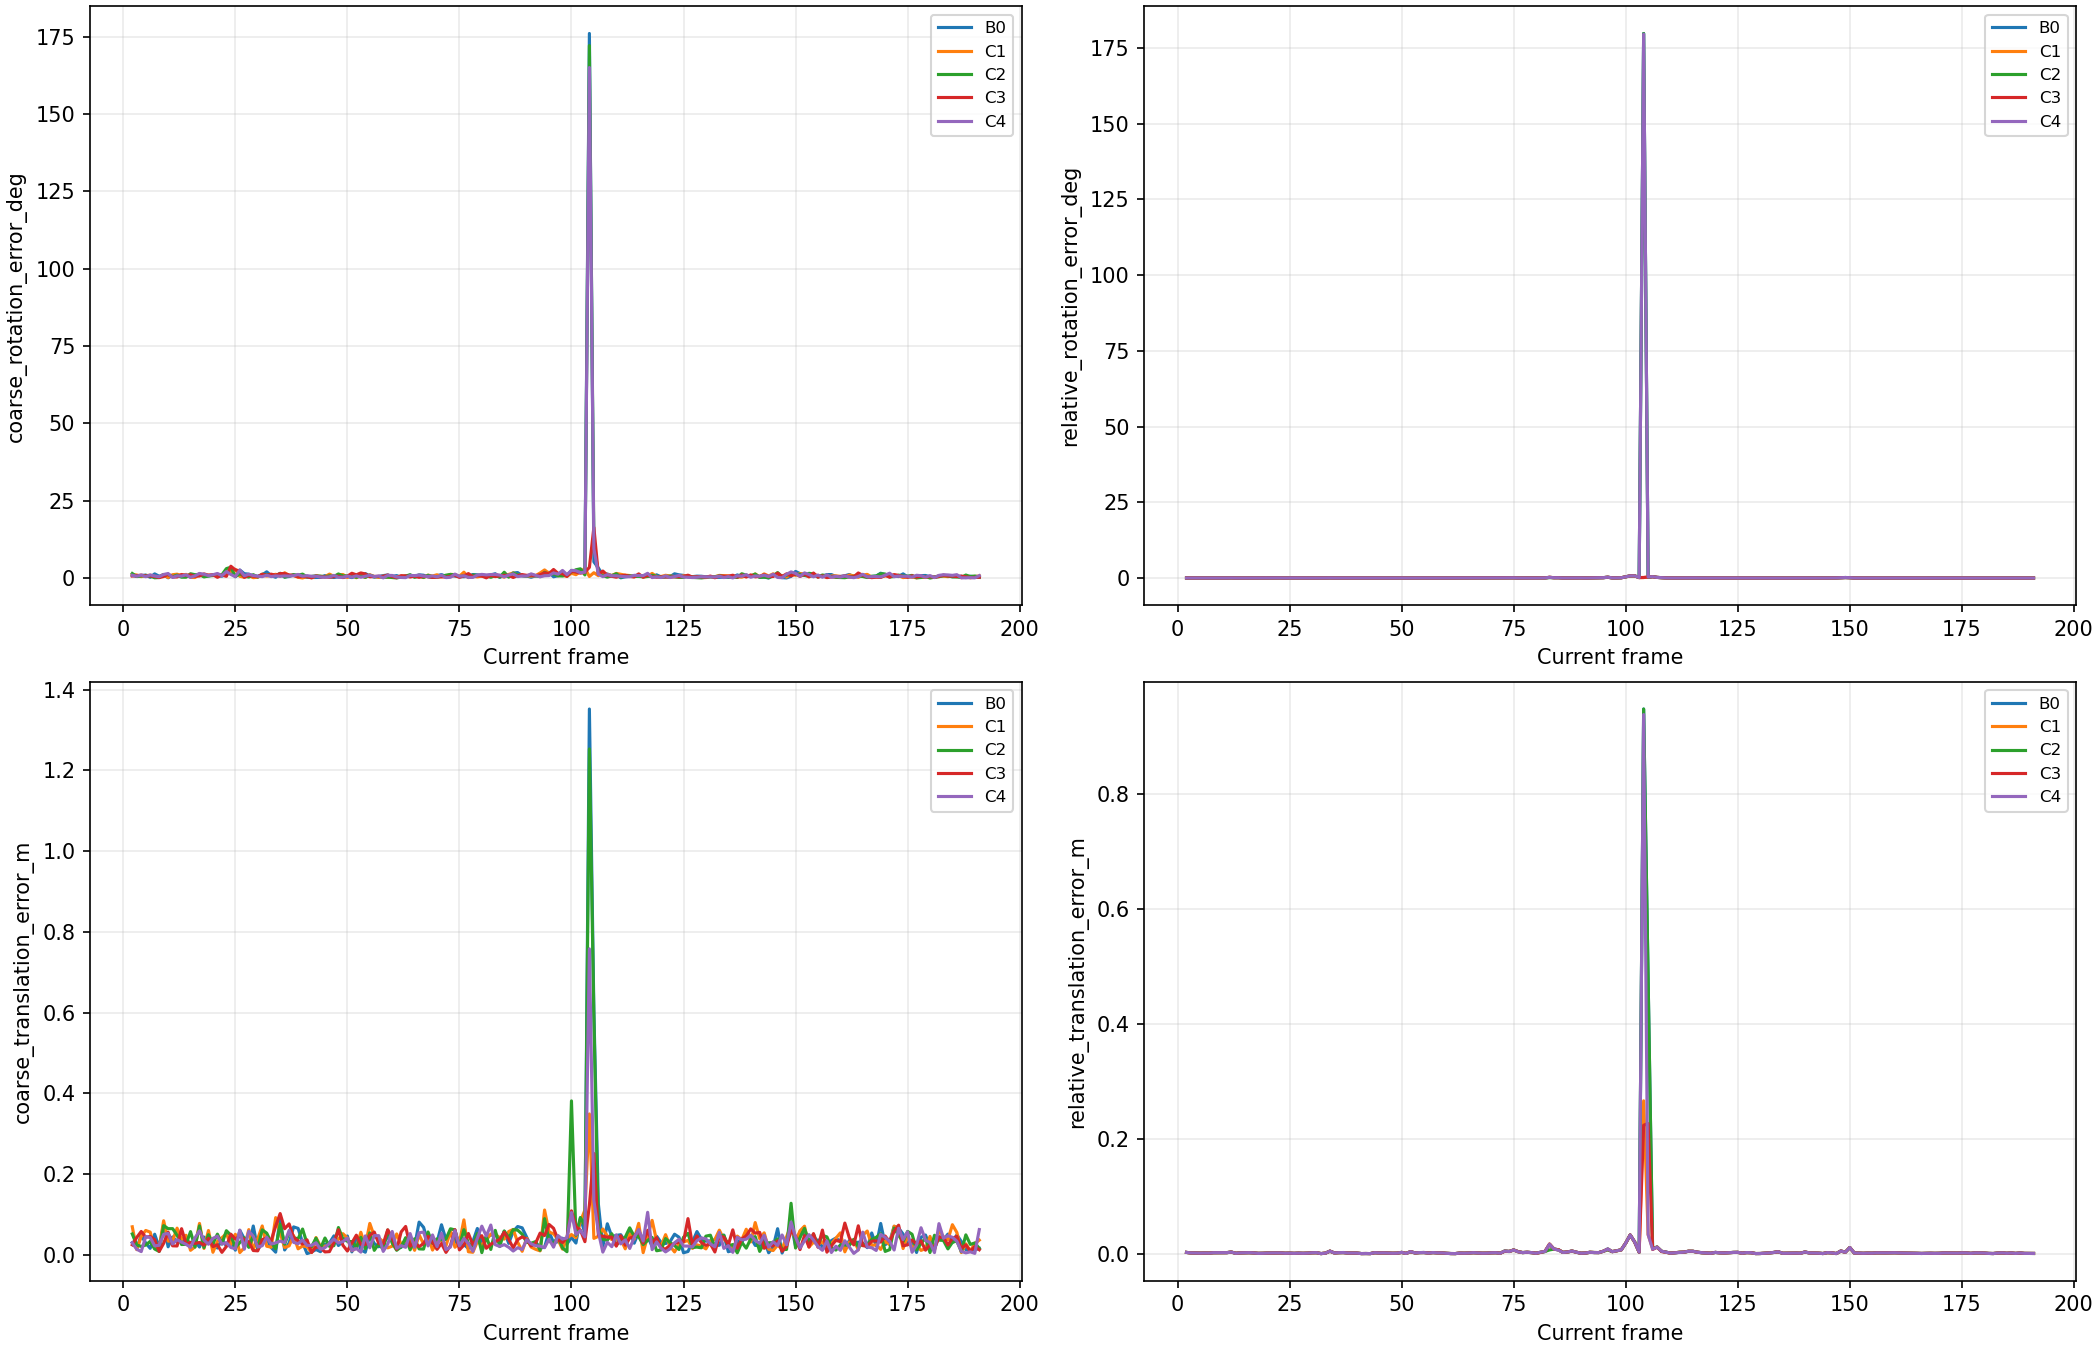 coarse_rotation_error_deg
175
150
125
100
75
50
25
0
B0
C1
C2
C3
C4
0 25 50 75 100 125 150 175 200
Current frame
relative_rotation_error_deg
175
150
125
100
75
50
25
0
B0
C1
C2
C3
C4
0 25 50 75 100 125 150 175 200
Current frame
coarse_translation_error_m
1.4
1.2
1.0
0.8
0.6
0.4
0.2
0.0
B0
C1
C2
C3
C4
0 25 50 75 100 125 150 175 200
Current frame
relative_translation_error_m
0.8
0.6
0.4
0.2
0.0
B0
C1
C2
C3
C4
0 25 50 75 100 125 150 175 200
Current frame